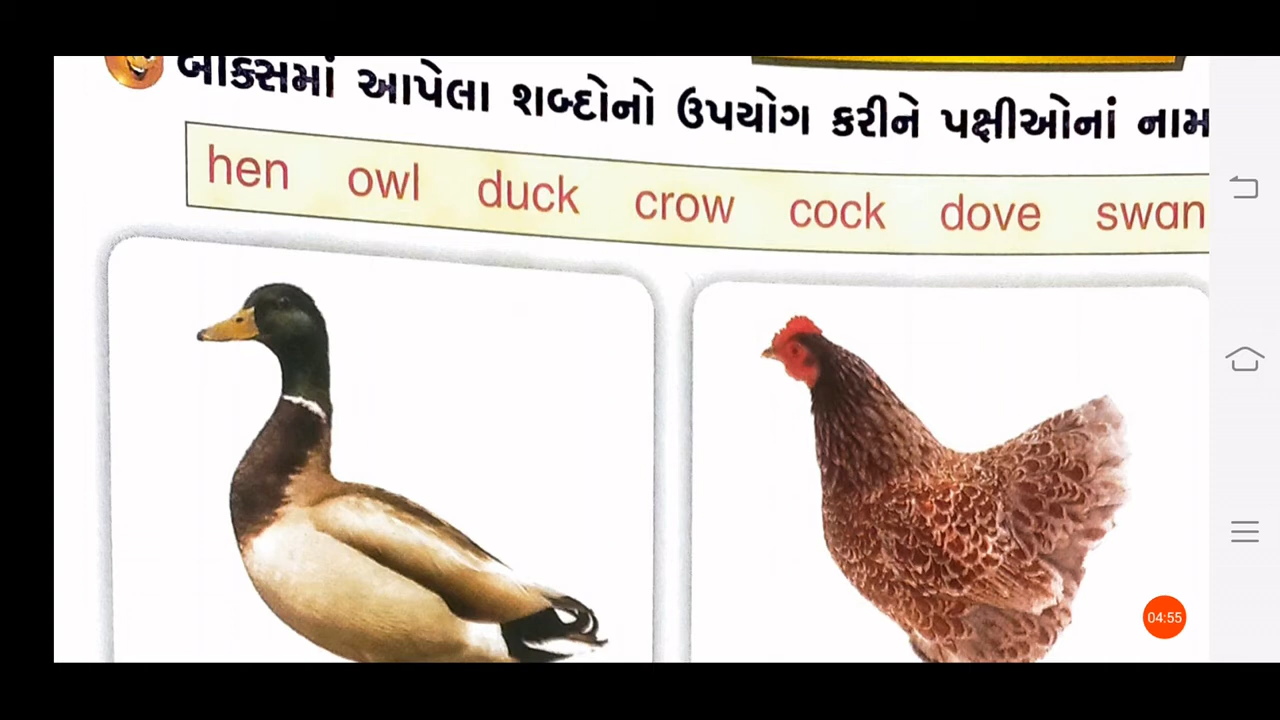 બોક્સમાં આપેલા શબ્દોનો ઉપયોગ કરીને પક્ષીઓનાં નામ
hen owl duck crow cock dove swan
04:55